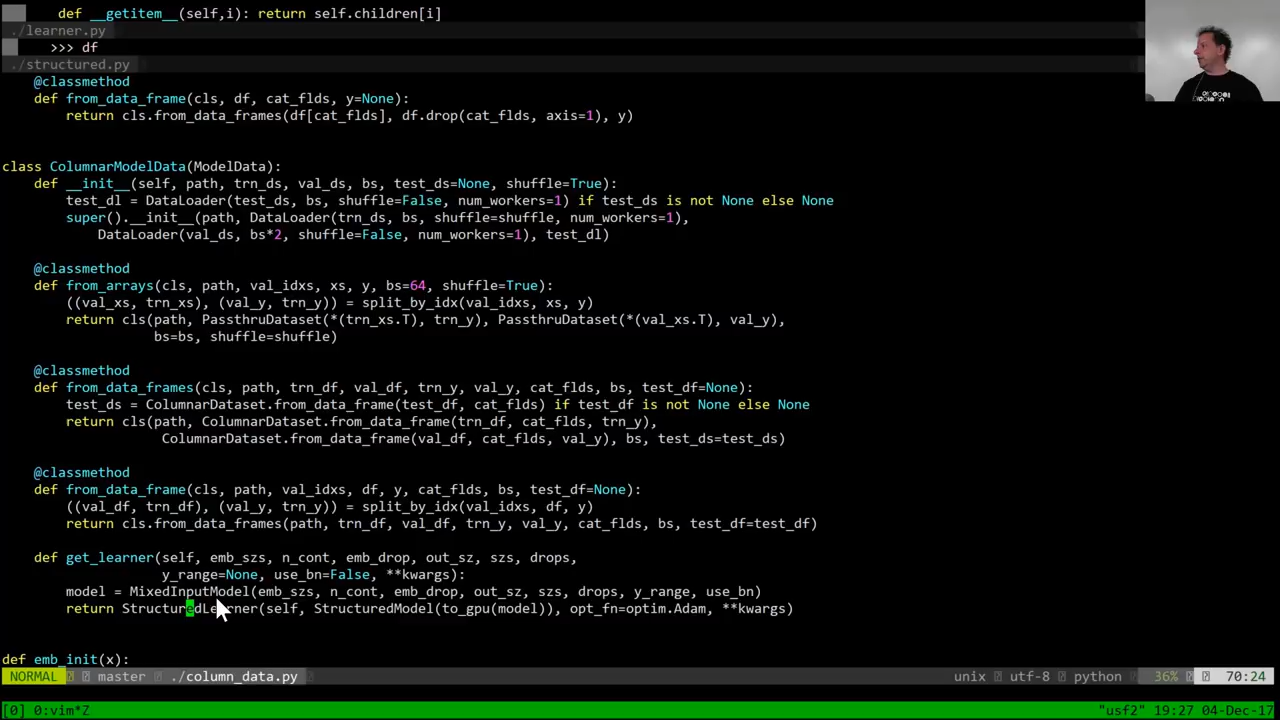 def __getitem__(self,i): return self.children[i]
./learner.py
>>> df
./structured.py
@classmethod
def from_data_frame(cls, df, cat_flds, y=None):
return cls.from_data_frames(df[cat_flds], df.drop(cat_flds, axis=1), y)
class ColumnarModelData(ModelData):
def __init__(self, path, trn_ds, val_ds, bs, test_ds=None, shuffle=True):
test_dl = DataLoader(test_ds, bs, shuffle=False, num_workers=1) if test_ds is not None else None
super().__init__(path, DataLoader(trn_ds, bs, shuffle=shuffle, num_workers=1),
DataLoader(val_ds, bs*2, shuffle=False, num_workers=1), test_dl)
@classmethod
def from_arrays(cls, path, val_idxs, xs, y, bs=64, shuffle=True):
((val_xs, trn_xs), (val_y, trn_y)) = split_by_idx(val_idxs, xs, y)
return cls(path, PassthruDataset(*(trn_xs.T), trn_y), PassthruDataset(*(val_xs.T), val_y),
bs=bs, shuffle=shuffle)
@classmethod
def from_data_frames(cls, path, trn_df, val_df, trn_y, val_y, cat_flds, bs, test_df=None):
test_ds = ColumnarDataset.from_data_frame(test_df, cat_flds) if test_df is not None else None
return cls(path, ColumnarDataset.from_data_frame(trn_df, cat_flds, trn_y),
ColumnarDataset.from_data_frame(val_df, cat_flds, val_y), bs, test_ds=test_ds)
@classmethod
def from_data_frame(cls, path, val_idxs, df, y, cat_flds, bs, test_df=None):
((val_df, trn_df), (val_y, trn_y)) = split_by_idx(val_idxs, df, y)
return cls.from_data_frames(path, trn_df, val_df, trn_y, val_y, cat_flds, bs, test_df=test_df)
def get_learner(self, emb_szs, n_cont, emb_drop, out_sz, szs, drops,
y_range=None, use_bn=False, **kwargs):
model = MixedInputModel(emb_szs, n_cont, emb_drop, out_sz, szs, drops, y_range, use_bn)
return StructuredLearner(self, StructuredModel(to_gpu(model)), opt_fn=optim.Adam, **kwargs)
def emb_init(x):
NORMAL master ./column_data.py unix utf-8 python 36% 70:24
[0] 0:vim*Z "usf2" 19:27 04-Dec-17